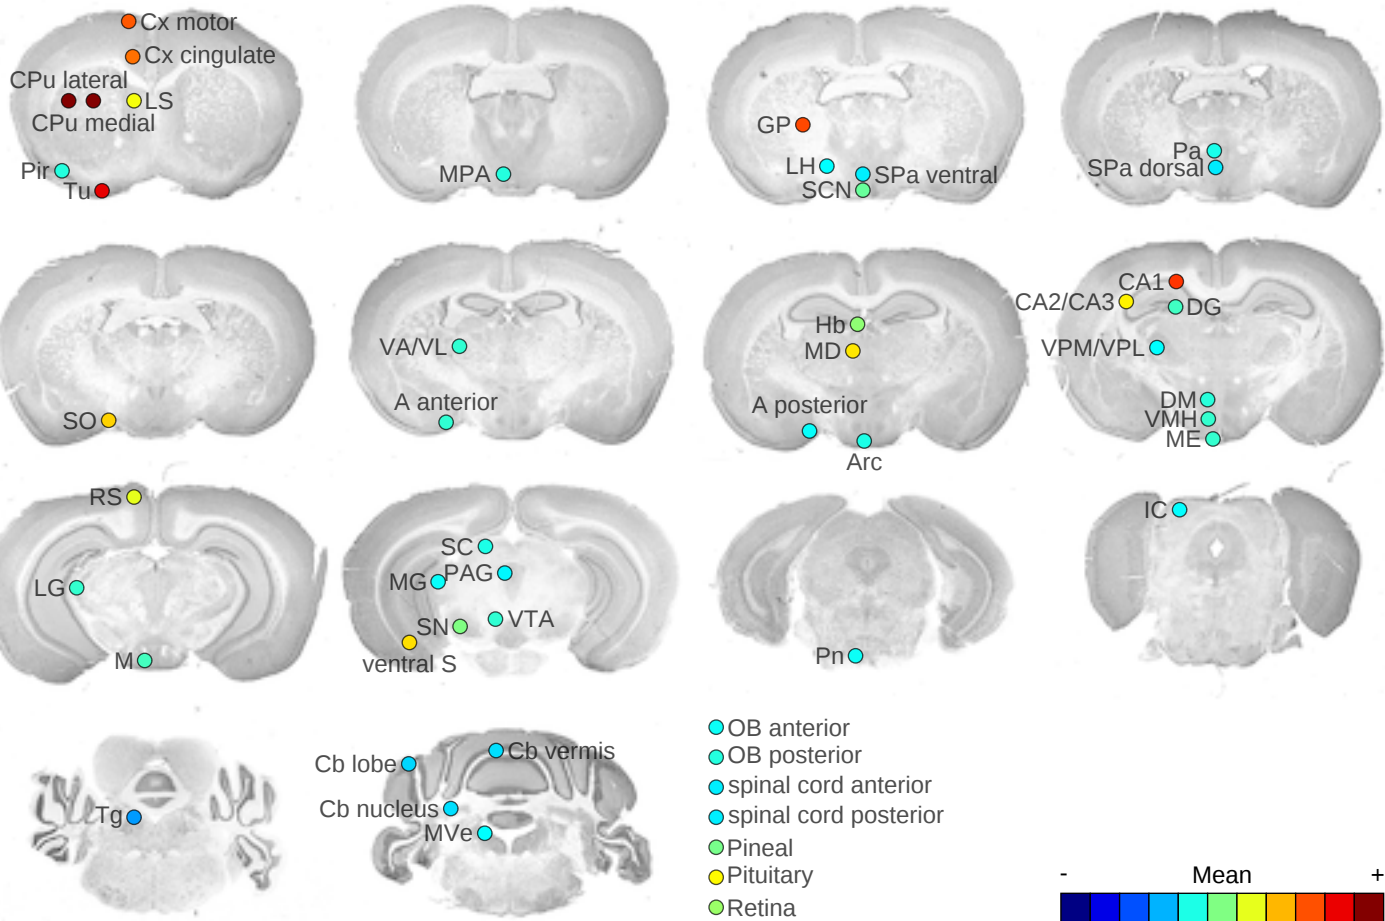 Cx motor
Cx cingulate
CPu lateral
LS
CPu medial
Pir
Tu
MPA
GP
LH
SPa ventral
SCN
Pa
SPa dorsal
SO
VA/VL
A anterior
Hb
MD
A posterior
Arc
CA1
CA2/CA3
DG
VPM/VPL
DM
VMH
ME
RS
LG
M
SC
MG
PAG
SN
VTA
ventral S
Pn
IC
Tg
Cb lobe
Cb vermis
Cb nucleus
MVe
OB anterior
OB posterior
spinal cord anterior
spinal cord posterior
Pineal
Pituitary
Retina
- Mean +